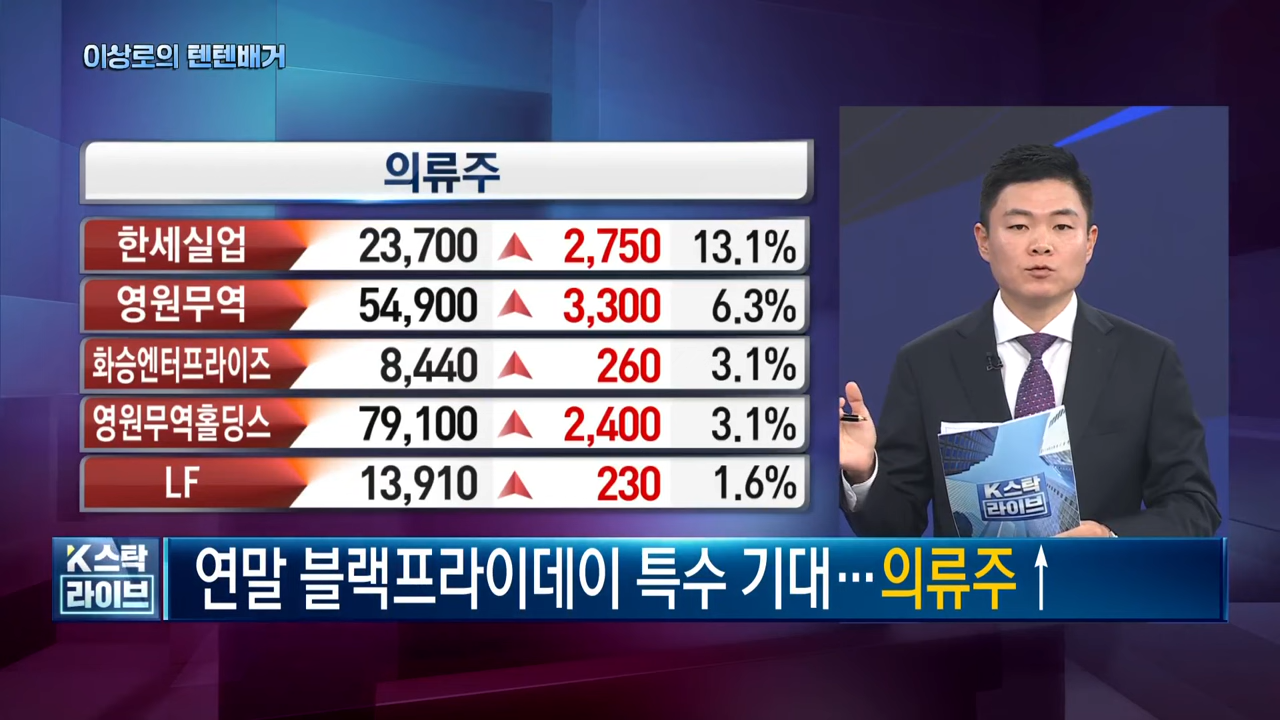 이상로의 텐텐배거
의류주
한세실업 23,700 ▲ 2,750 13.1%
영원무역 54,900 ▲ 3,300 6.3%
화승엔터프라이즈 8,440 ▲ 260 3.1%
영원무역홀딩스 79,100 ▲ 2,400 3.1%
LF 13,910 ▲ 230 1.6%
K스탁
라이브
K스탁
라이브
연말 블랙프라이데이 특수 기대…의류주↑